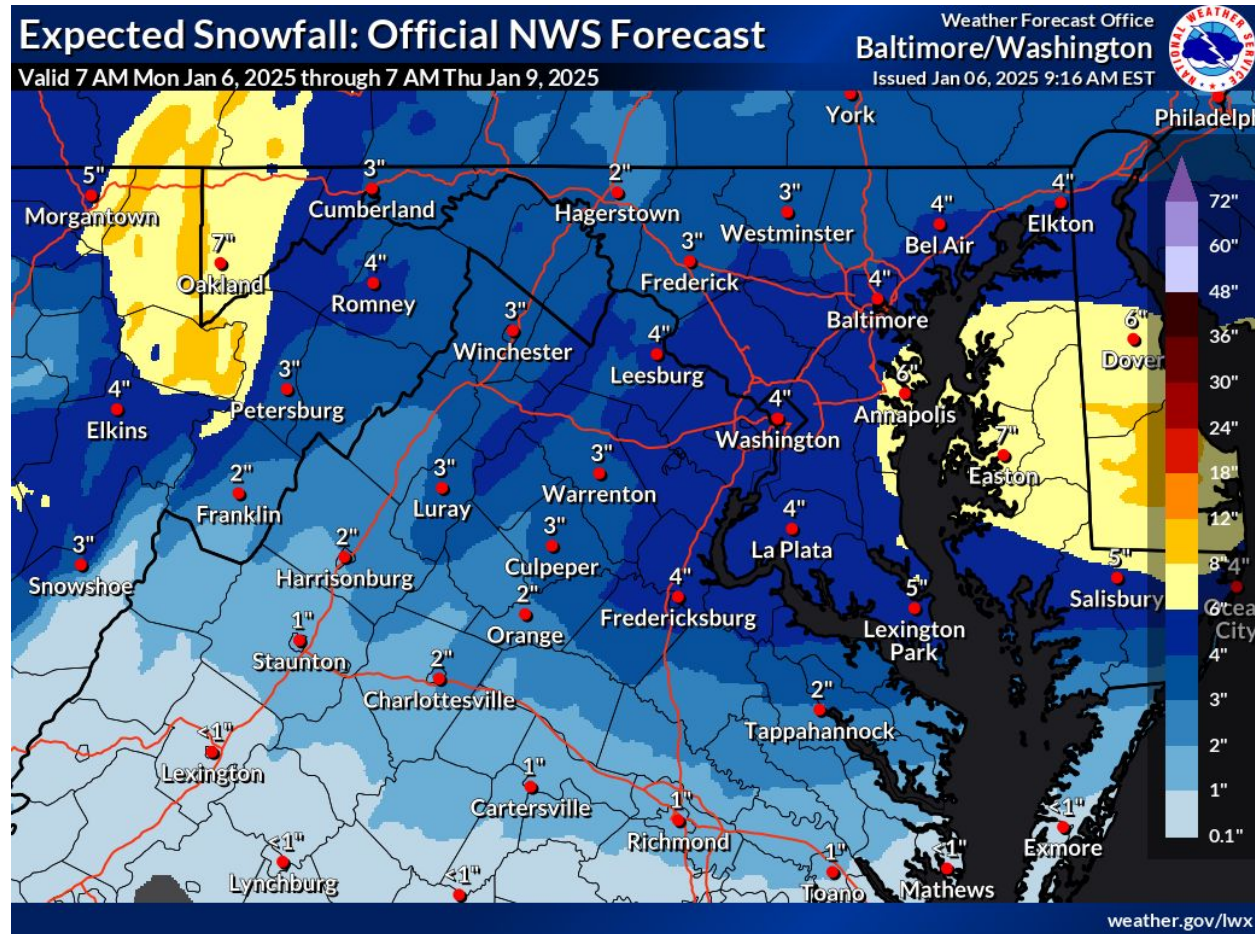 Expected Snowfall: Official NWS Forecast
Valid 7 AM Mon Jan 6, 2025 through 7 AM Thu Jan 9, 2025
Weather Forecast Office
Baltimore/Washington
Issued Jan 06, 2025 9:16 AM EST
NATIONAL WEATHER SERVICE
York
Philadelph
5"
Morgantown
3"
Cumberland
2"
Hagerstown
3"
Westminster
4"
Bel Air
4"
Elkton
7"
Oakland
4"
Romney
3"
Frederick
4"
Baltimore
3"
Winchester
4"
Leesburg
6"
Dover
4"
Elkins
3"
Petersburg
4"
Washington
6"
Annapolis
7"
Easton
2"
Franklin
3"
Luray
3"
Warrenton
3"
Snowshoe
2"
Harrisonburg
3"
Culpeper
4"
La Plata
2"
Orange
4"
Fredericksburg
5"
Lexington
Park
5"
Salisbury
4"
Ocea
City
1"
Staunton
2"
Charlottesville
2"
Tappahannock
<1"
Lexington
1"
Cartersville
1"
Richmond
<1"
Exmore
<1"
Lynchburg
<1"
1"
Toano
<1"
Mathews
72"
60"
48"
36"
30"
24"
18"
12"
8"
6"
4"
3"
2"
1"
0.1"
weather.gov/lwx